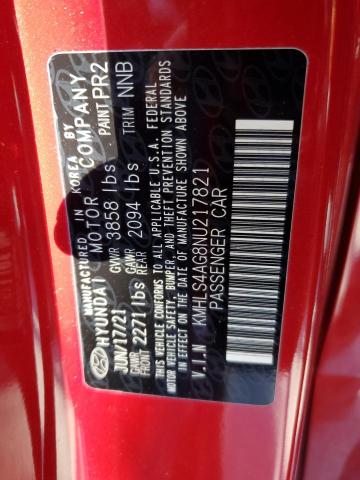 MANUFACTURED IN KOREA BY
HYUNDAI MOTOR COMPANY
JUN/17/21 GVWR 3858 lbs PAINT PR2
GAWR FRONT 2271 lbs GAWR 2094 lbs TRIM NNB
THIS VEHICLE CONFORMS TO ALL APPLICABLE U.S.A. FEDERAL
MOTOR VEHICLE SAFETY, BUMPER, AND THEFT PREVENTION STANDARDS
IN EFFECT ON THE DATE OF MANUFACTURE SHOWN ABOVE
V.I.N KMHLS4AG8NU217821
PASSENGER CAR